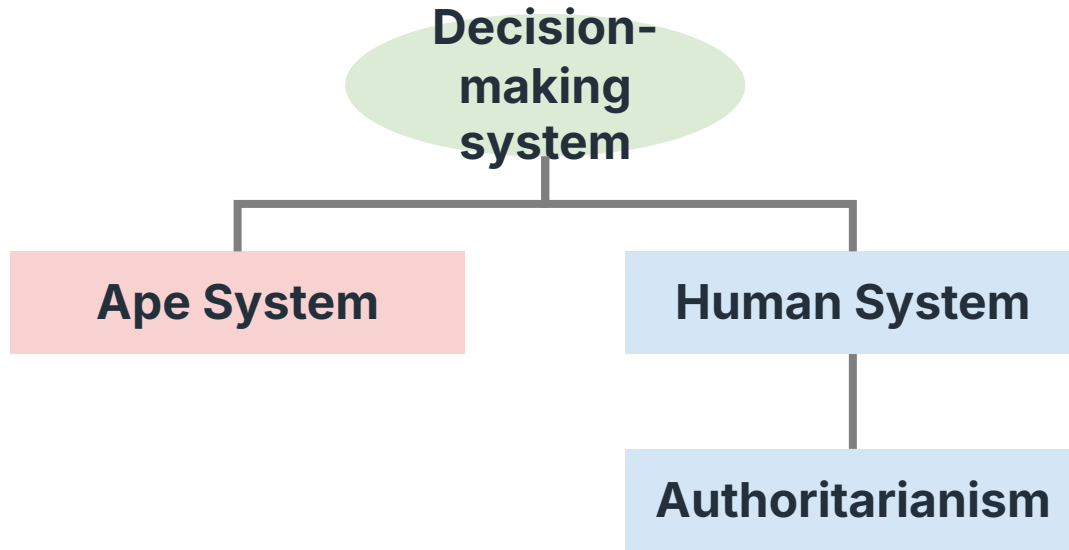 Decision-
making
system
Ape System
Human System
Authoritarianism